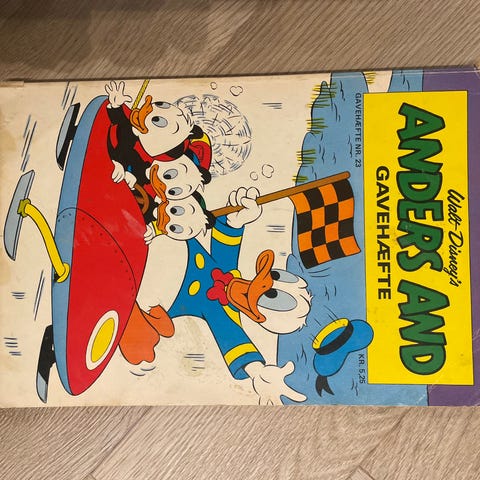 Walt Disney's
ANDERS AND
GAVEHÆFTE
GAVEHÆFTE NR. 23
KR. 5,25